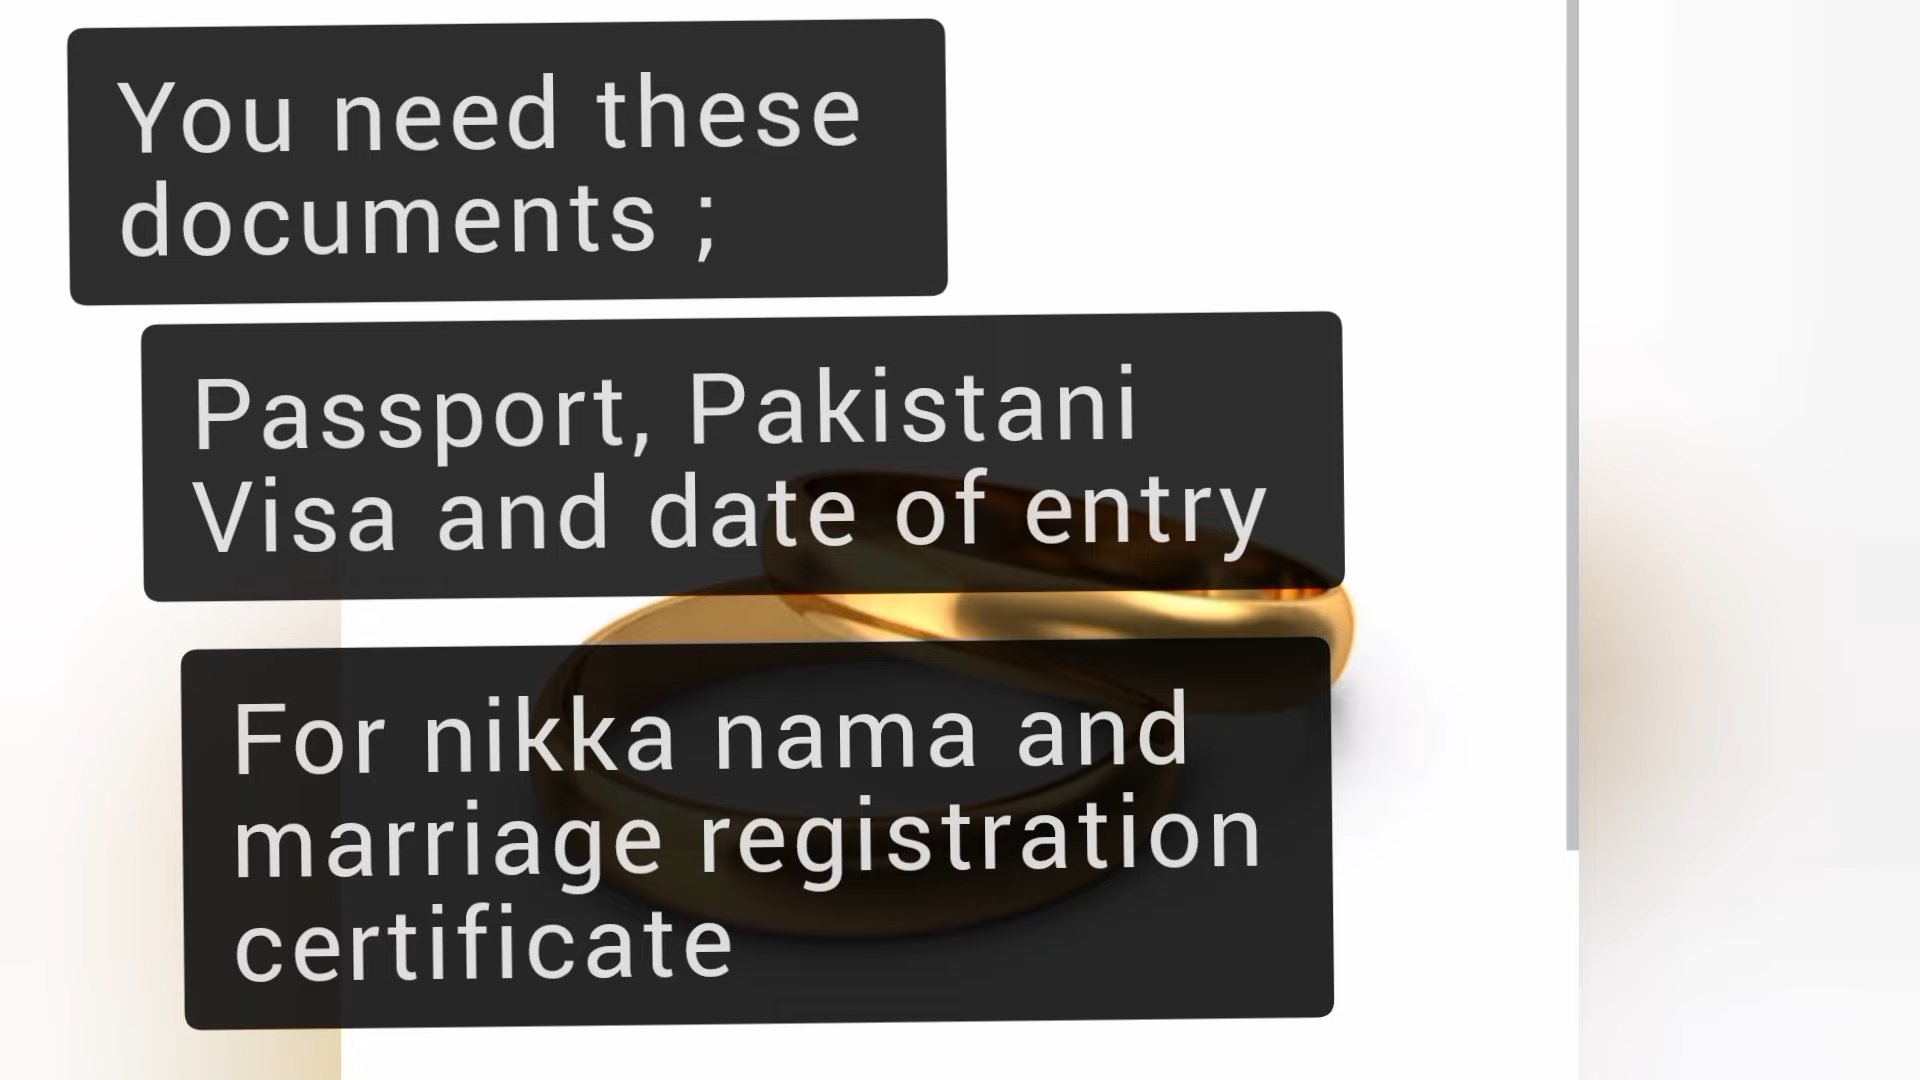 You need these
documents ;
Passport, Pakistani
Visa and date of entry
For nikka nama and
marriage registration
certificate